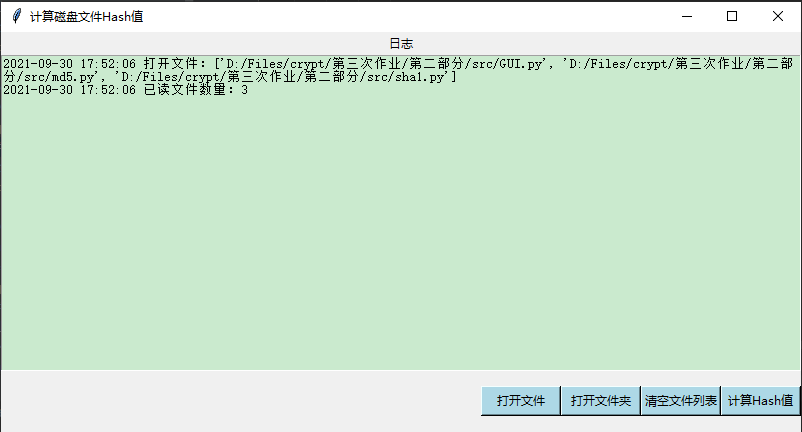 计算磁盘文件Hash值
日志
2021-09-30 17:52:06 打开文件：['D:/Files/crypt/第三次作业/第二部分/src/GUI.py', 'D:/Files/crypt/第三次作业/第二部
分/src/md5.py', 'D:/Files/crypt/第三次作业/第二部分/src/sha1.py']
2021-09-30 17:52:06 已读文件数量：3
打开文件 打开文件夹 清空文件列表 计算Hash值